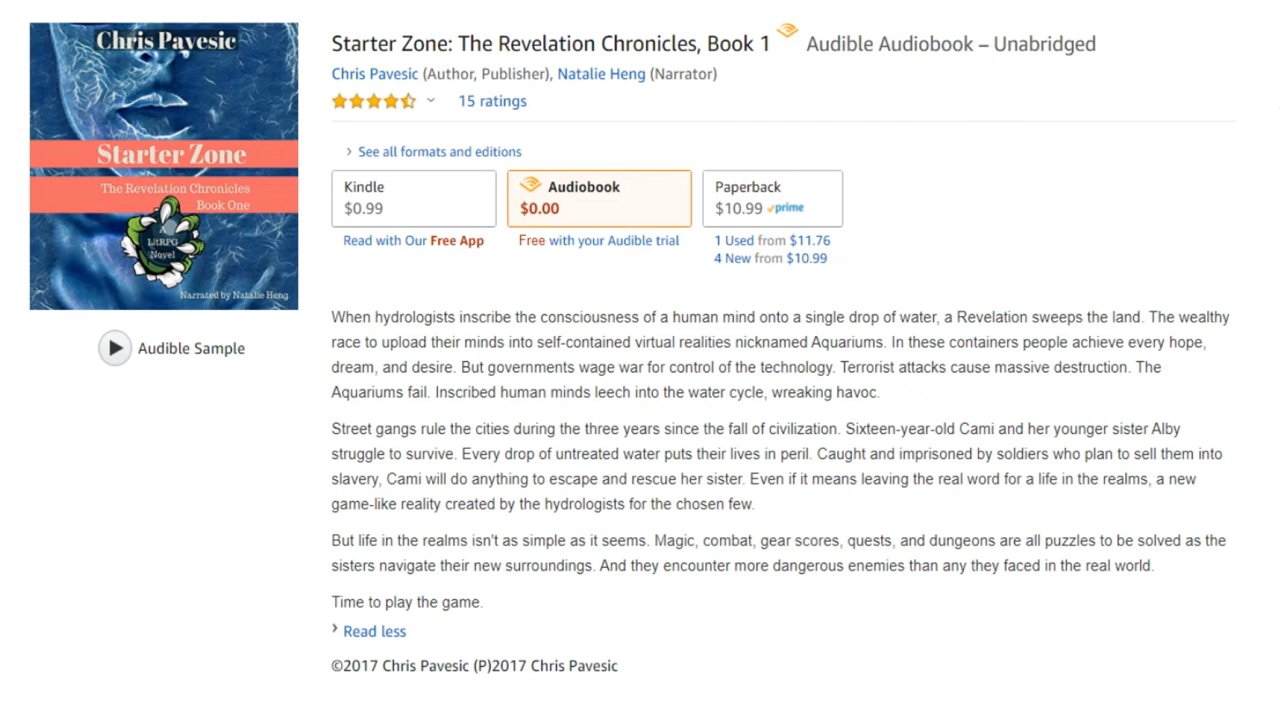 Chris Pavesic
Starter Zone
The Revelation Chronicles
Book One
A
LitRPG
Novel
Narrated by Natalie Heng
Audible Sample
Starter Zone: The Revelation Chronicles, Book 1 Audible Audiobook – Unabridged
Chris Pavesic (Author, Publisher), Natalie Heng (Narrator)
15 ratings
See all formats and editions
Kindle
$0.99
Read with Our Free App
Audiobook
$0.00
Free with your Audible trial
Paperback
$10.99 prime
1 Used from $11.76
4 New from $10.99
When hydrologists inscribe the consciousness of a human mind onto a single drop of water, a Revelation sweeps the land. The wealthy
race to upload their minds into self-contained virtual realities nicknamed Aquariums. In these containers people achieve every hope,
dream, and desire. But governments wage war for control of the technology. Terrorist attacks cause massive destruction. The
Aquariums fail. Inscribed human minds leech into the water cycle, wreaking havoc.
Street gangs rule the cities during the three years since the fall of civilization. Sixteen-year-old Cami and her younger sister Alby
struggle to survive. Every drop of untreated water puts their lives in peril. Caught and imprisoned by soldiers who plan to sell them into
slavery, Cami will do anything to escape and rescue her sister. Even if it means leaving the real word for a life in the realms, a new
game-like reality created by the hydrologists for the chosen few.
But life in the realms isn't as simple as it seems. Magic, combat, gear scores, quests, and dungeons are all puzzles to be solved as the
sisters navigate their new surroundings. And they encounter more dangerous enemies than any they faced in the real world.
Time to play the game.
Read less
©2017 Chris Pavesic (P)2017 Chris Pavesic